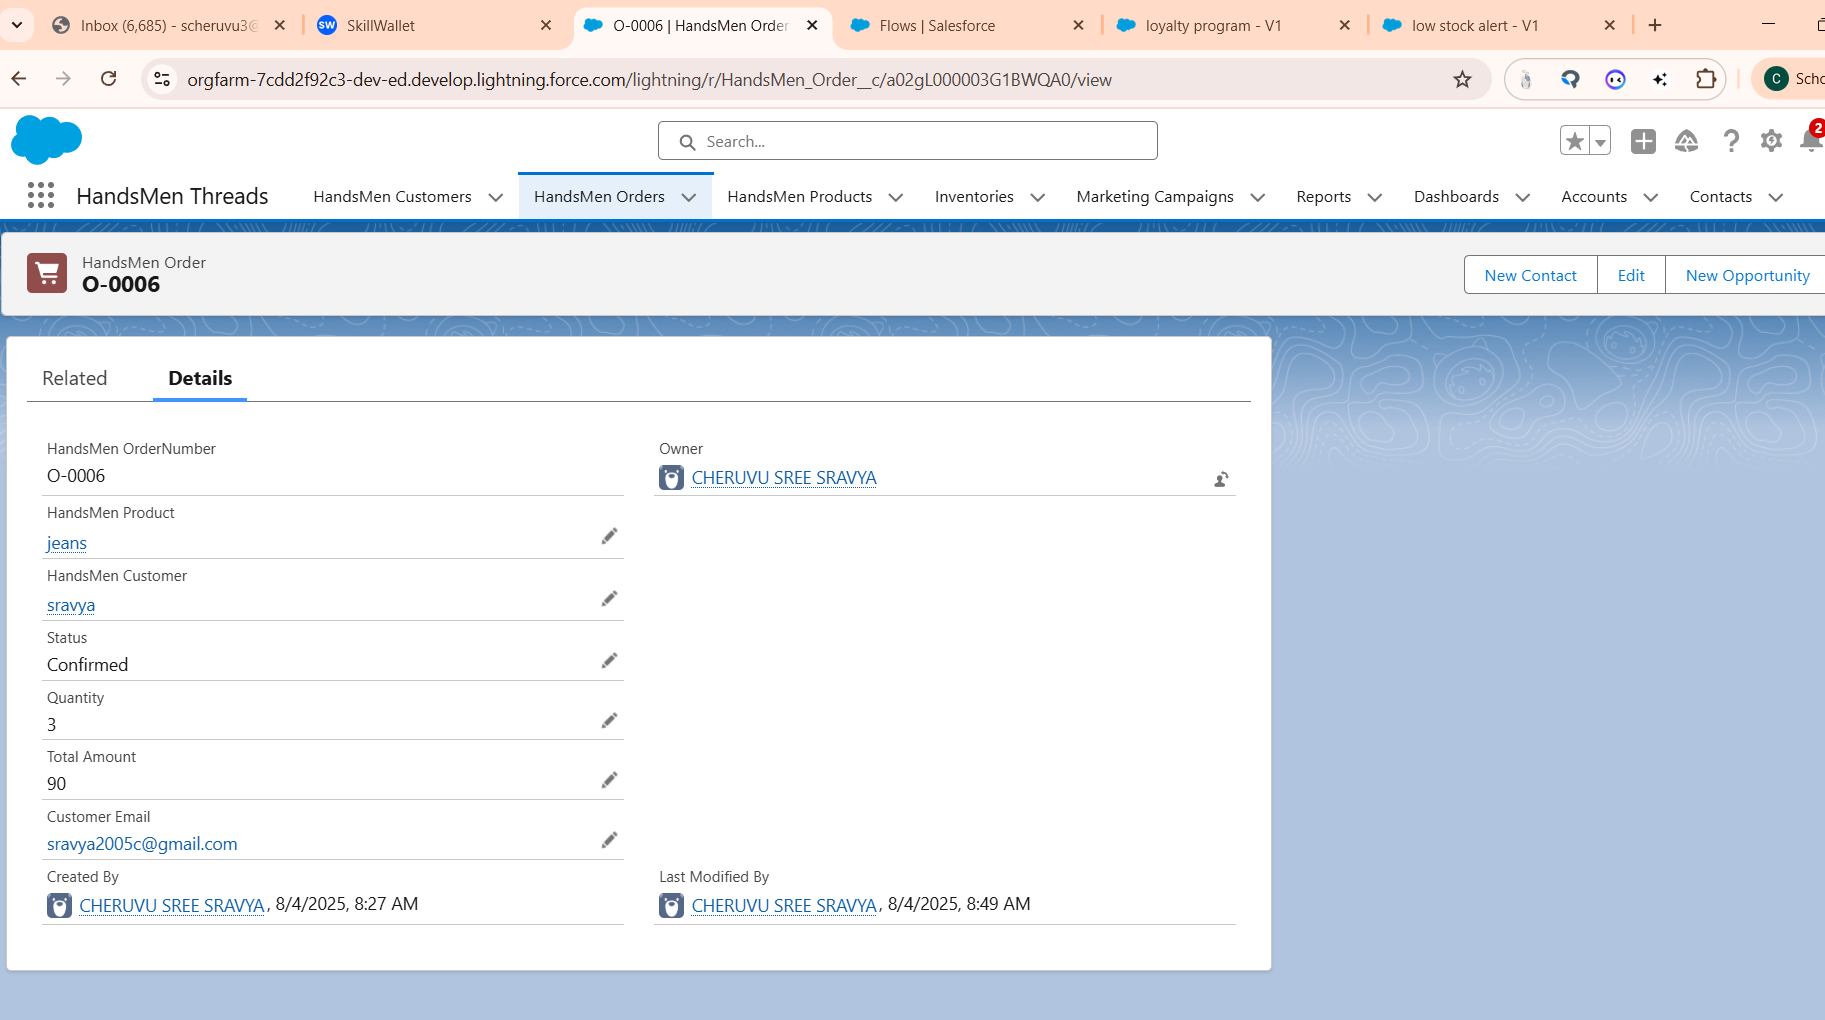 Inbox (6,685) - scheruvu3@
SW SkillWallet
O-0006 | HandsMen Order
Flows | Salesforce
loyalty program - V1
low stock alert - V1
orgfarm-7cdd2f92c3-dev-ed.develop.lightning.force.com/lightning/r/HandsMen_Order__c/a02gL000003G1BWQA0/view
C Scho
Search...
2
HandsMen Threads
HandsMen Customers
HandsMen Orders
HandsMen Products
Inventories
Marketing Campaigns
Reports
Dashboards
Accounts
Contacts
HandsMen Order
O-0006
New Contact
Edit
New Opportunity
Related
Details
HandsMen OrderNumber
O-0006
Owner
CHERUVU SREE SRAVYA
HandsMen Product
jeans
HandsMen Customer
sravya
Status
Confirmed
Quantity
3
Total Amount
90
Customer Email
sravya2005c@gmail.com
Created By
CHERUVU SREE SRAVYA, 8/4/2025, 8:27 AM
Last Modified By
CHERUVU SREE SRAVYA, 8/4/2025, 8:49 AM